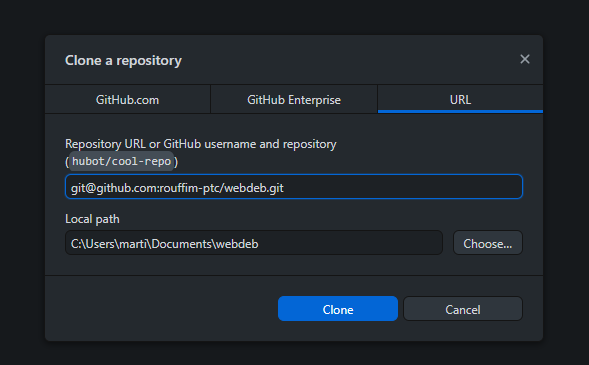 Clone a repository
GitHub.com
GitHub Enterprise
URL
Repository URL or GitHub username and repository
(hubot/cool-repo)
git@github.com:rouffim-ptc/webdeb.git
Local path
C:\Users\marti\Documents\webdeb
Choose...
Clone
Cancel